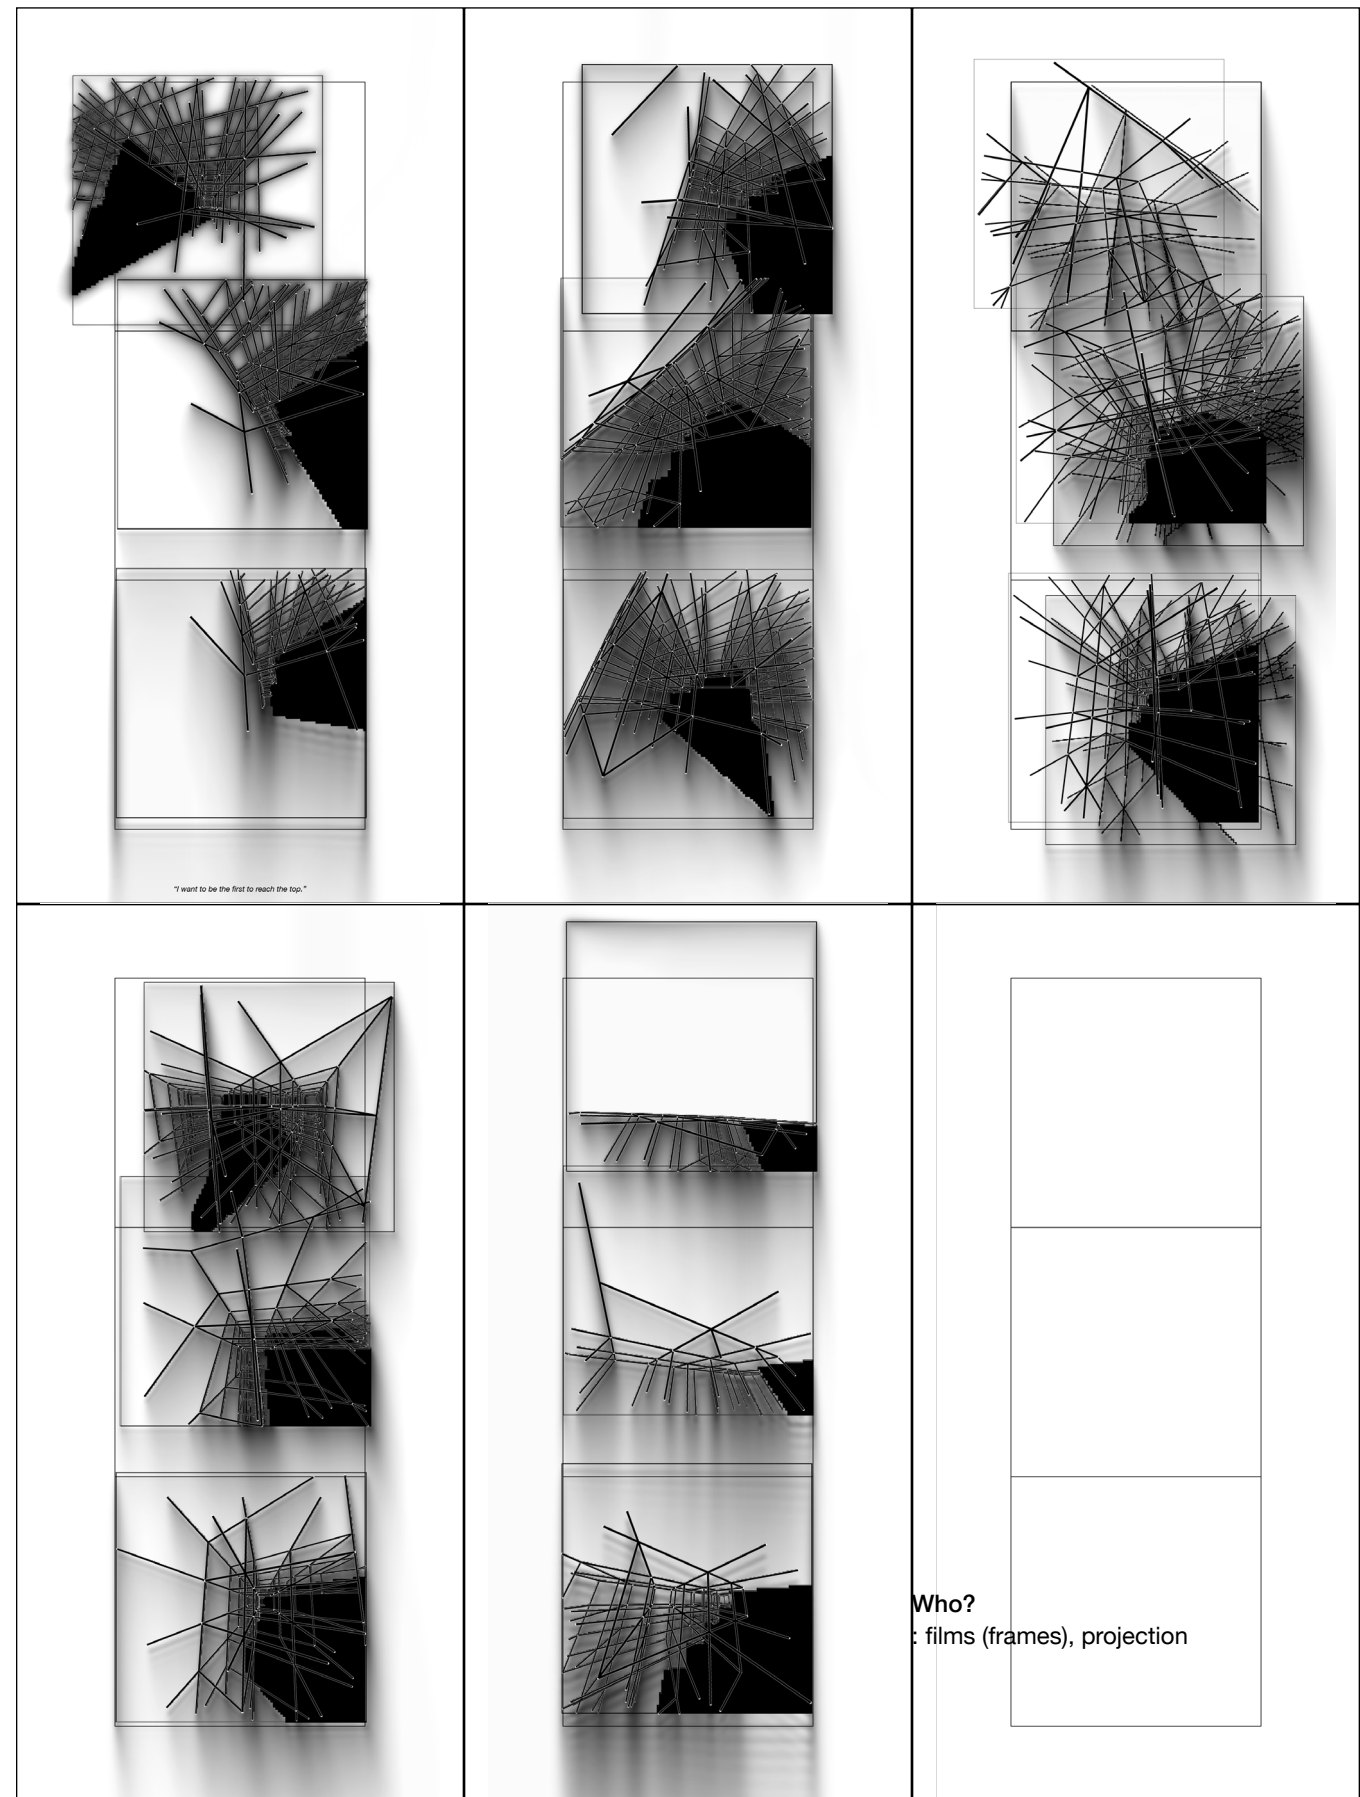 “I want to be the first to reach the top.”
Who?
: films (frames), projection